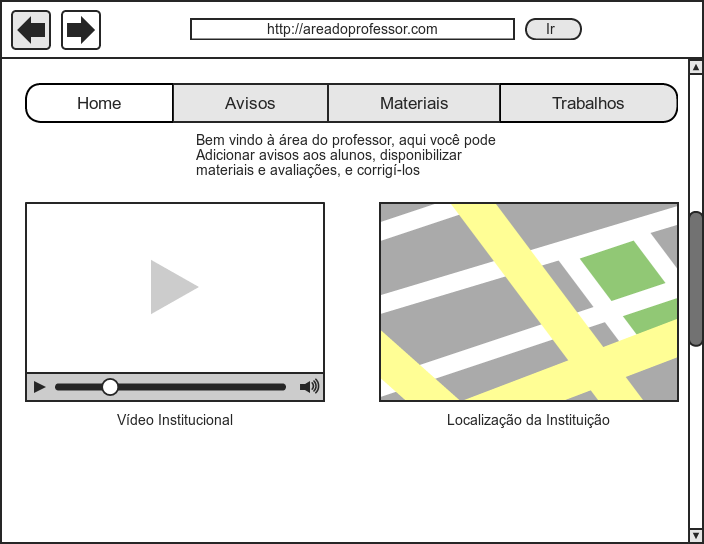 http://areadoprofessor.com Ir
Home Avisos Materiais Trabalhos
Bem vindo à área do professor, aqui você pode
Adicionar avisos aos alunos, disponibilizar
materiais e avaliações, e corrigí-los
Vídeo Institucional Localização da Instituição